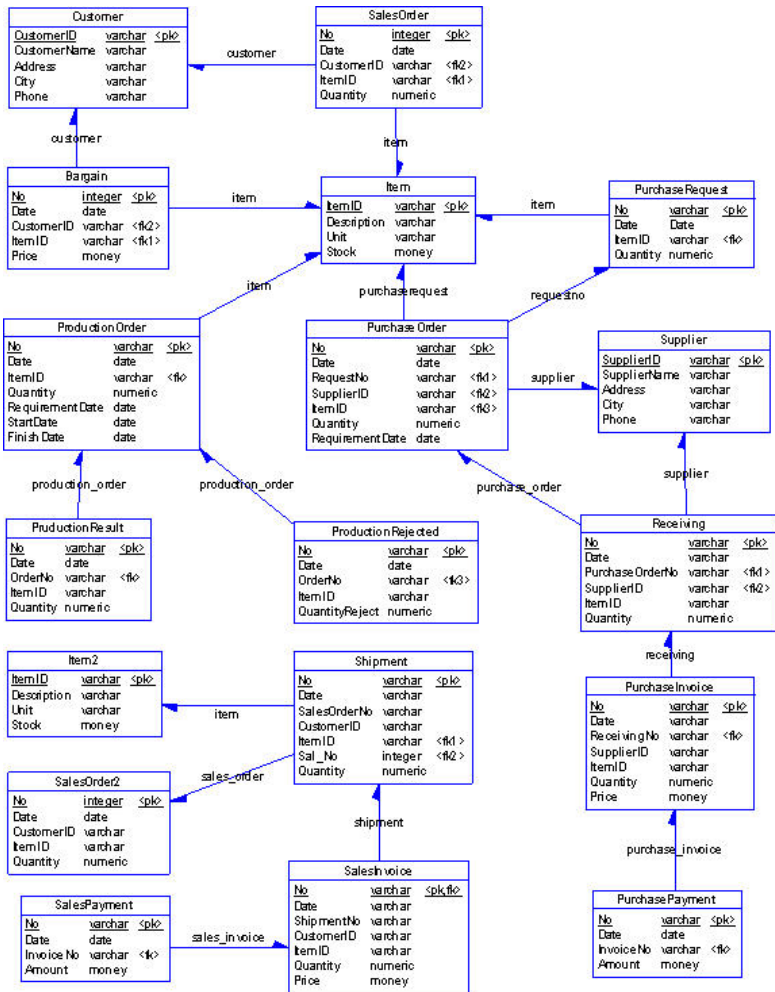 Customer
CustomerID varchar <pk>
CustomerName varchar
Address varchar
City varchar
Phone varchar
SalesOrder
No integer <pk>
Date date
CustomerID varchar <fk2>
ItemID varchar <fk1>
Quantity numeric
customer
customer
item
Bargain
No integer <pk>
Date date
CustomerID varchar <fk2>
ItemID varchar <fk1>
Price money
item
Item
ItemID varchar <pk>
Description varchar
Unit varchar
Stock money
item
PurchaseRequest
No varchar <pk>
Date Date
ItemID varchar <fk>
Quantity numeric
item
purchaserequest
requestno
ProductionOrder
No varchar <pk>
Date date
ItemID varchar <fk>
Quantity numeric
RequirementDate date
StartDate date
FinishDate date
Purchase Order
No varchar <pk>
Date date
RequestNo varchar <fk1>
SupplierID varchar <fk2>
ItemID varchar <fk3>
Quantity numeric
RequirementDate date
supplier
Supplier
SupplierID varchar <pk>
SupplierName varchar
Address varchar
City varchar
Phone varchar
production_order
production_order
purchase_order
supplier
ProductionResult
No varchar <pk>
Date date
OrderNo varchar <fk>
ItemID varchar
Quantity numeric
ProductionRejected
No varchar <pk>
Date date
OrderNo varchar <fk3>
ItemID varchar
QuantityReject numeric
Receiving
No varchar <pk>
Date varchar
PurchaseOrderNo varchar <fk1>
SupplierID varchar <fk2>
ItemID varchar
Quantity numeric
receiving
Item2
ItemID varchar <pk>
Description varchar
Unit varchar
Stock money
item
Shipment
No varchar <pk>
Date varchar
SalesOrderNo varchar
CustomerID varchar
ItemID varchar <fk1>
Sal_No integer <fk2>
Quantity numeric
PurchaseInvoice
No varchar <pk>
Date varchar
ReceivingNo varchar <fk>
SupplierID varchar
ItemID varchar
Quantity numeric
Price money
SalesOrder2
No integer <pk>
Date date
CustomerID varchar
ItemID varchar
Quantity numeric
sales_order
shipment
purchase_invoice
SalesPayment
No varchar <pk>
Date date
InvoiceNo varchar <fk>
Amount money
sales_invoice
SalesInvoice
No varchar <pk,fk>
Date varchar
ShipmentNo varchar
CustomerID varchar
ItemID varchar
Quantity numeric
Price money
PurchasePayment
No varchar <pk>
Date date
InvoiceNo varchar <fk>
Amount money